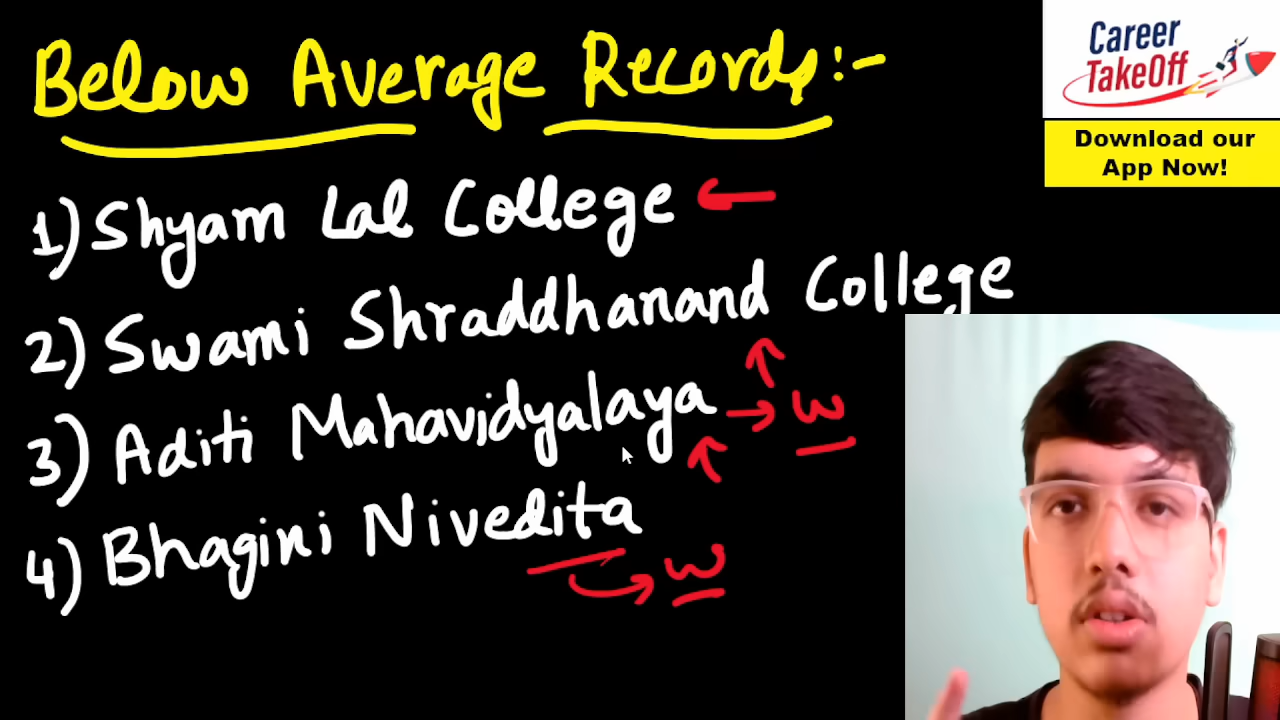 Below Average Records:-
Career
TakeOff
Download our
App Now!
1) Shyam Lal College
2) Swami Shraddhanand College
3) Aditi Mahavidyalaya → W
4) Bhagini Nivedita
W